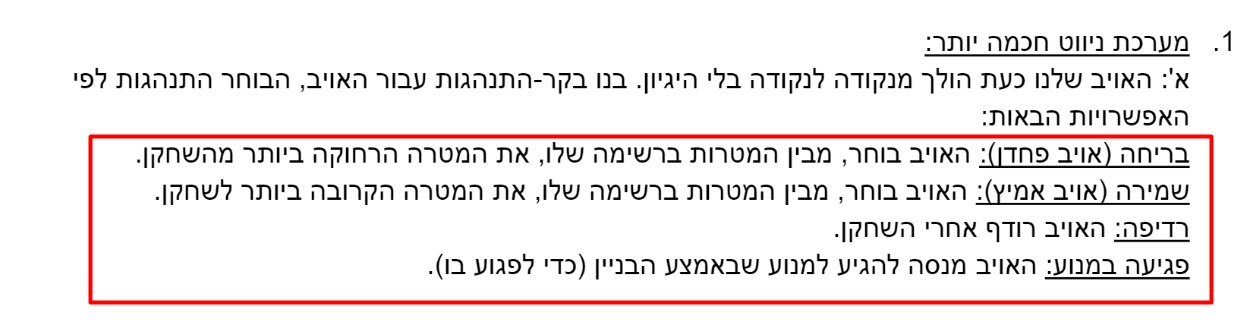 1. מערכת ניווט חכמה יותר:
א': האויב שלנו כעת הולך מנקודה לנקודה בלי היגיון. בנו בקר-התנהגות עבור האויב, הבוחר התנהגות לפי
האפשרויות הבאות:
בריחה (אויב פחדן): האויב בוחר, מבין המטרות ברשימה שלו, את המטרה הרחוקה ביותר מהשחקן.
שמירה (אויב אמיץ): האויב בוחר, מבין המטרות ברשימה שלו, את המטרה הקרובה ביותר לשחקן.
רדיפה: האויב רודף אחרי השחקן.
פגיעה במנוע: האויב מנסה להגיע למנוע שבאמצע הבניין (כדי לפגוע בו).